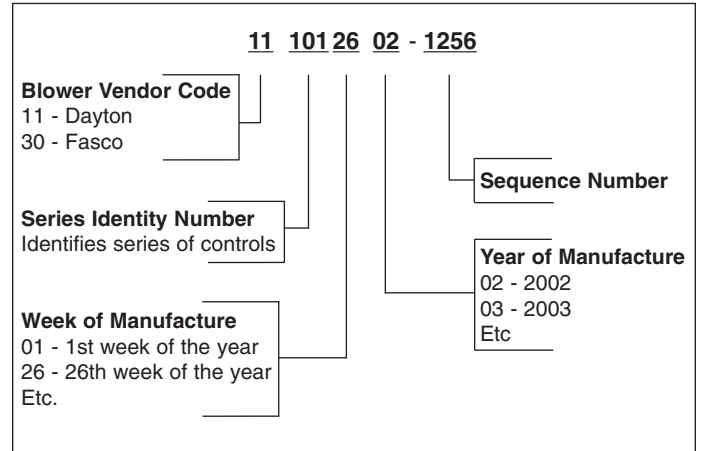 11 101 26 02 - 1256
Blower Vendor Code
11 - Dayton
30 - Fasco
Sequence Number
Series Identity Number
Identifies series of controls
Year of Manufacture
02 - 2002
03 - 2003
Etc
Week of Manufacture
01 - 1st week of the year
26 - 26th week of the year
Etc.